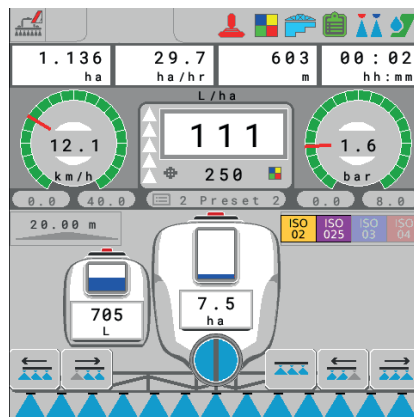 1.136 29.7 603 00:02
ha ha/hr m hh:mm
L/ha
111
12.1 1.6
250
km/h bar
0.0 40.0 2 Preset 2 0.0 8.0
20.00 m
ISO 02 ISO 025 ISO 03 ISO 04
7.5
ha
705
L